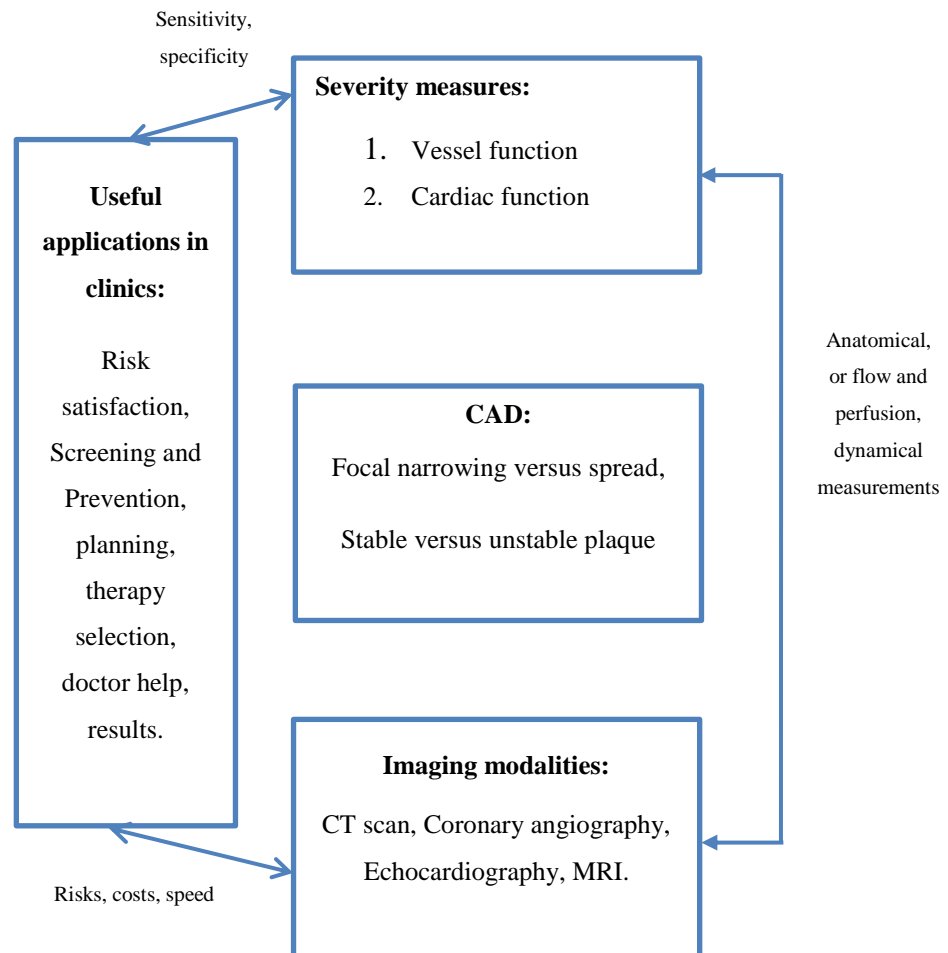 Sensitivity,
specificity
Severity measures:
1. Vessel function
2. Cardiac function
Useful
applications in
clinics:
Risk
satisfaction,
Screening and
Prevention,
planning,
therapy
selection,
doctor help,
results.
CAD:
Focal narrowing versus spread,
Stable versus unstable plaque
Anatomical,
or flow and
perfusion,
dynamical
measurements
Imaging modalities:
CT scan, Coronary angiography,
Echocardiography, MRI.
Risks, costs, speed